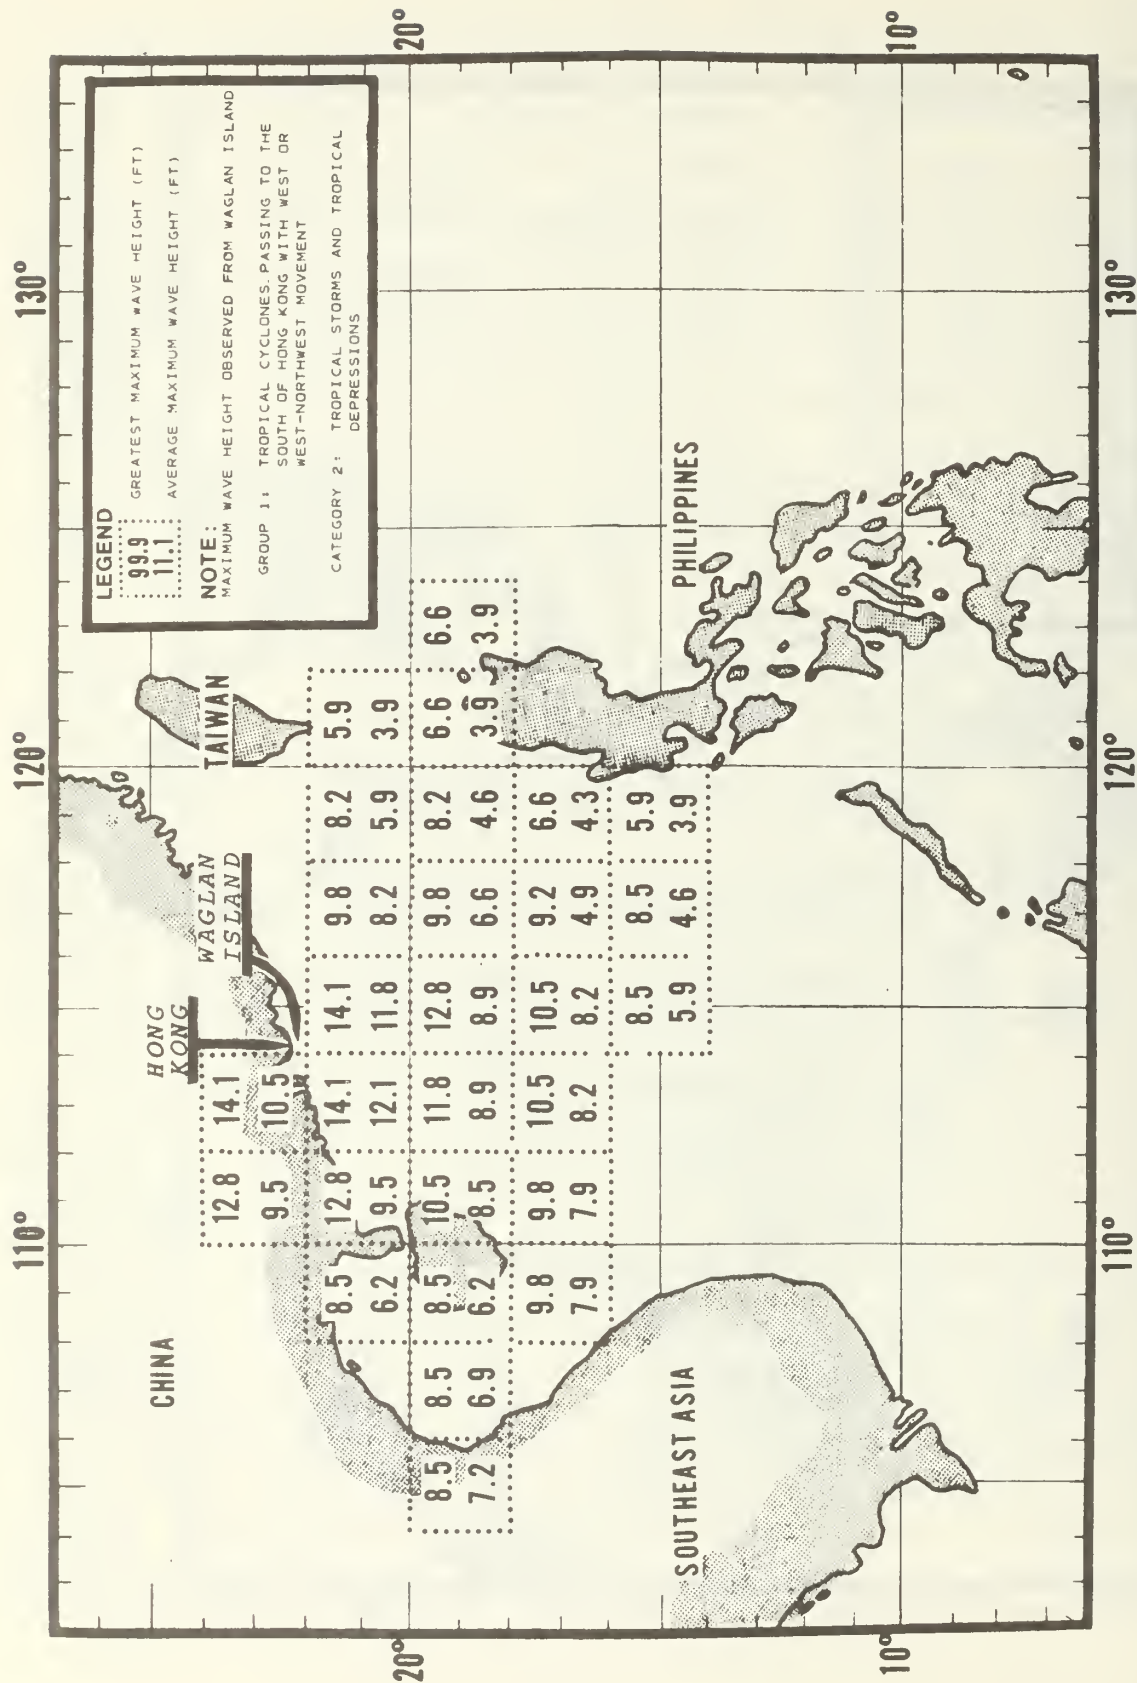 110° 120° 130°
LEGEND
99.9 GREATEST MAXIMUM WAVE HEIGHT (FT)
11.1 AVERAGE MAXIMUM WAVE HEIGHT (FT)
NOTE:
MAXIMUM WAVE HEIGHT OBSERVED FROM WAGLAN ISLAND
GROUP 1: TROPICAL CYCLONES PASSING TO THE
SOUTH OF HONG KONG WITH WEST OR
WEST-NORTHWEST MOVEMENT
CATEGORY 2: TROPICAL STORMS AND TROPICAL
DEPRESSIONS
CHINA
HONG
KONG
WAGLAN
ISLAND
TAIWAN
12.8 14.1
9.5 10.5
8.5 12.8 14.1 14.1 9.8 8.2 5.9
6.2 9.5 12.1 11.8 8.2 5.9 3.9
20° 20°
8.5 8.5 8.5 10.5 11.8 12.8 9.8 8.2 6.6 6.6
7.2 6.9 6.2 8.5 8.9 8.9 6.6 4.6 3.9 3.9
9.8 9.8 10.5 10.5 9.2 6.6
7.9 7.9 8.2 8.2 4.9 4.3
8.5 8.5 5.9
5.9 4.6 3.9
SOUTHEAST ASIA
PHILIPPINES
10° 10°
110° 120° 130°